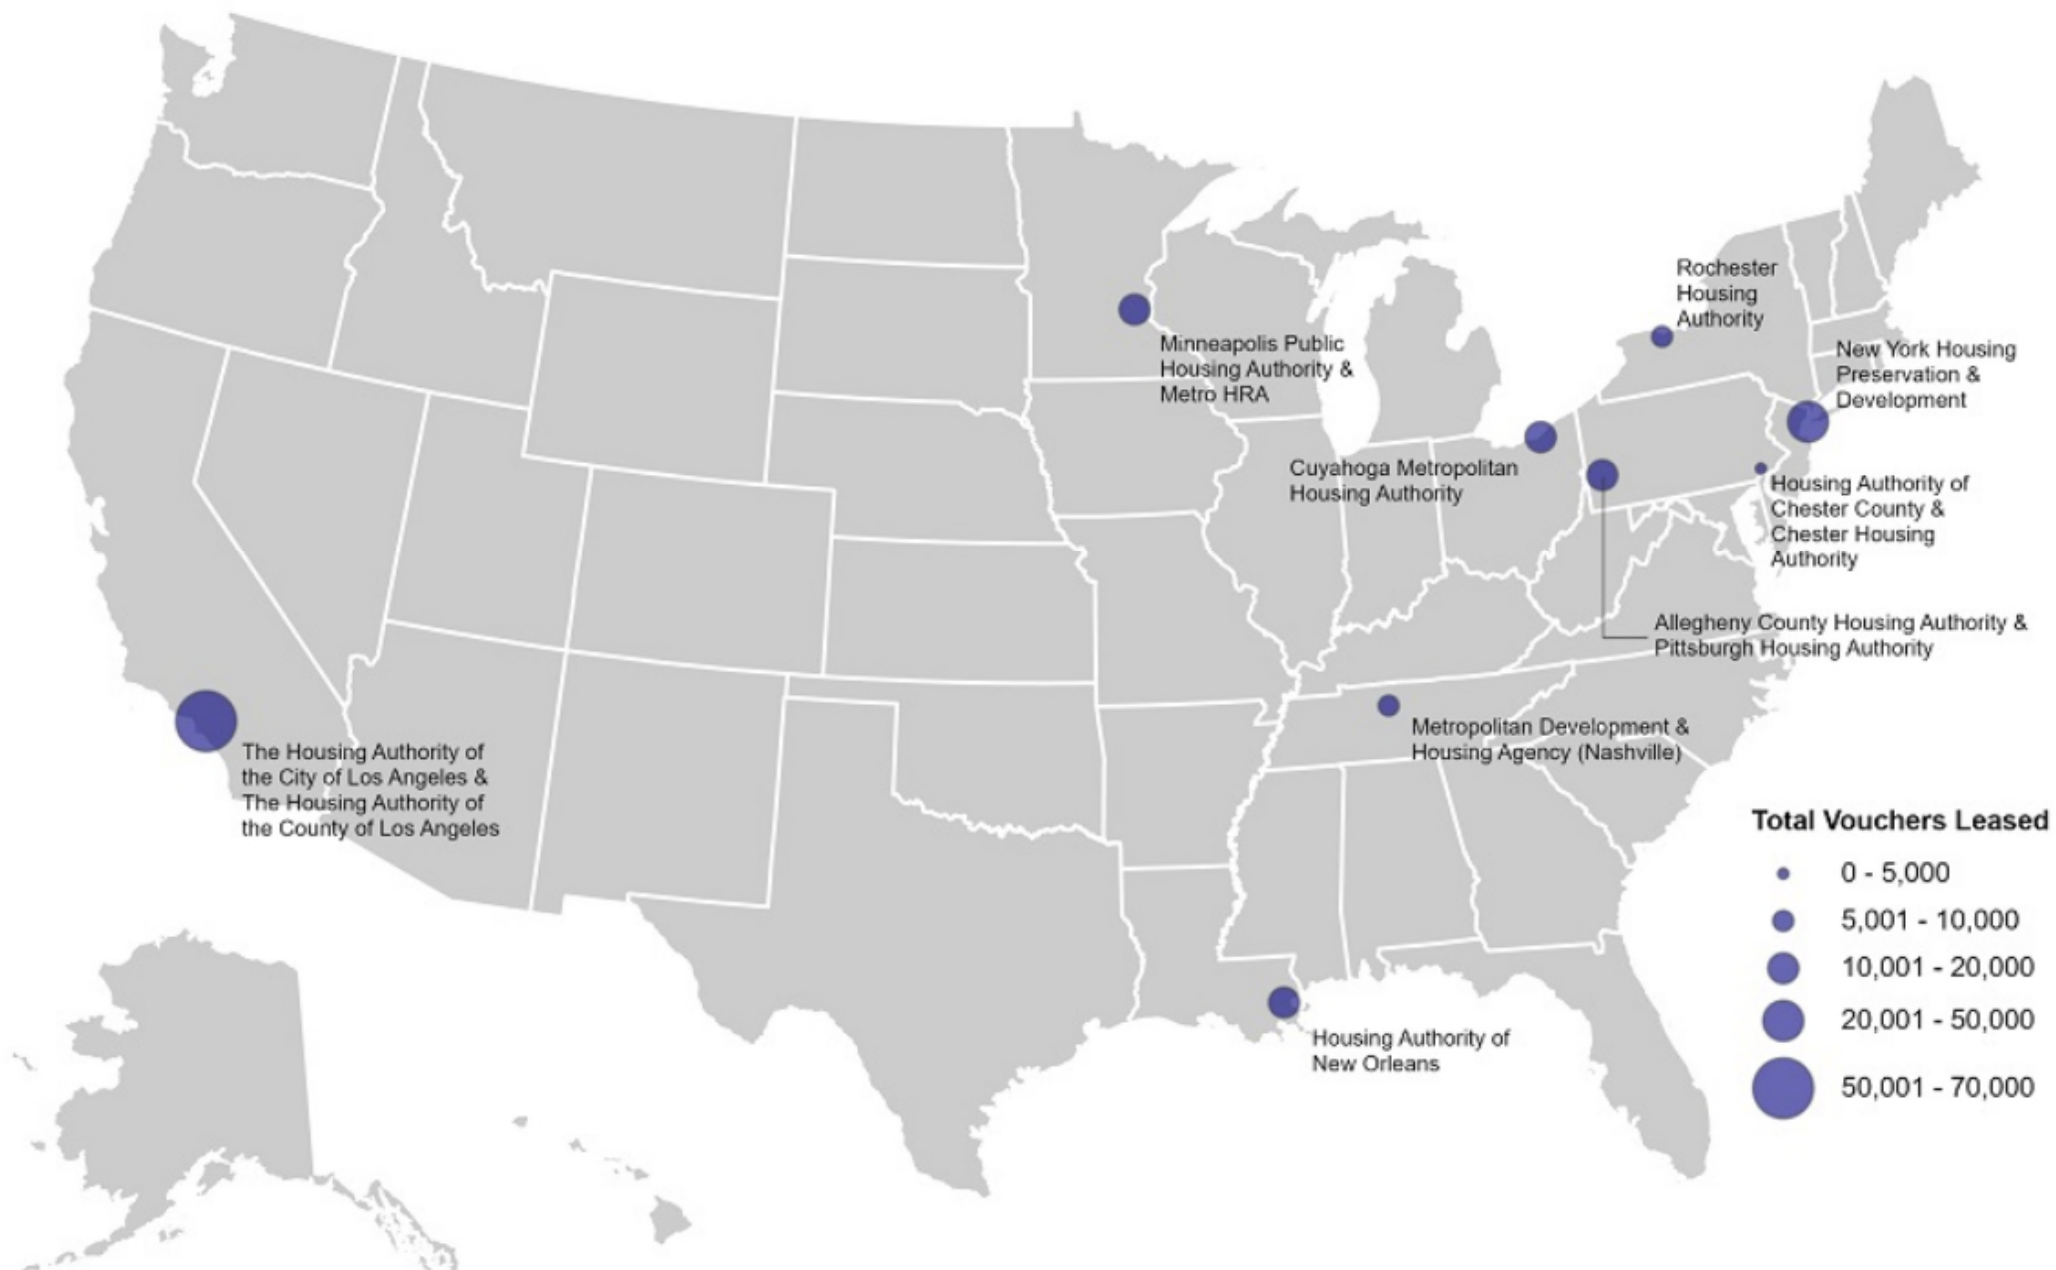 Rochester
Housing
Authority
Minneapolis Public
Housing Authority &
Metro HRA
New York Housing
Preservation &
Development
Cuyahoga Metropolitan
Housing Authority
Housing Authority of
Chester County &
Chester Housing
Authority
Allegheny County Housing Authority &
Pittsburgh Housing Authority
Metropolitan Development &
Housing Agency (Nashville)
The Housing Authority of
the City of Los Angeles &
The Housing Authority of
the County of Los Angeles
Housing Authority of
New Orleans
Total Vouchers Leased
0 - 5,000
5,001 - 10,000
10,001 - 20,000
20,001 - 50,000
50,001 - 70,000